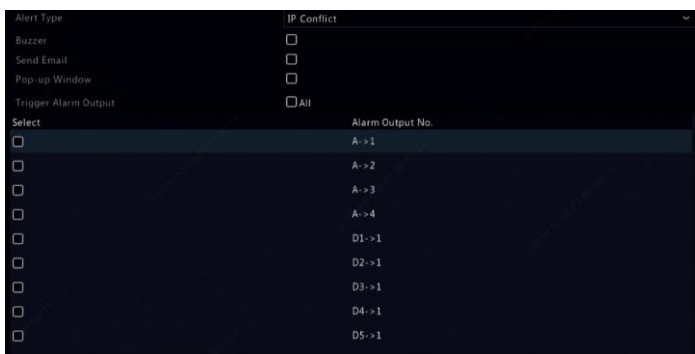 Alert Type IP Conflict
Buzzer
Send Email
Pop-up Window
Trigger Alarm Output All
Select Alarm Output No.
A->1
A->2
A->3
A->4
D1->1
D2->1
D3->1
D4->1
D5->1